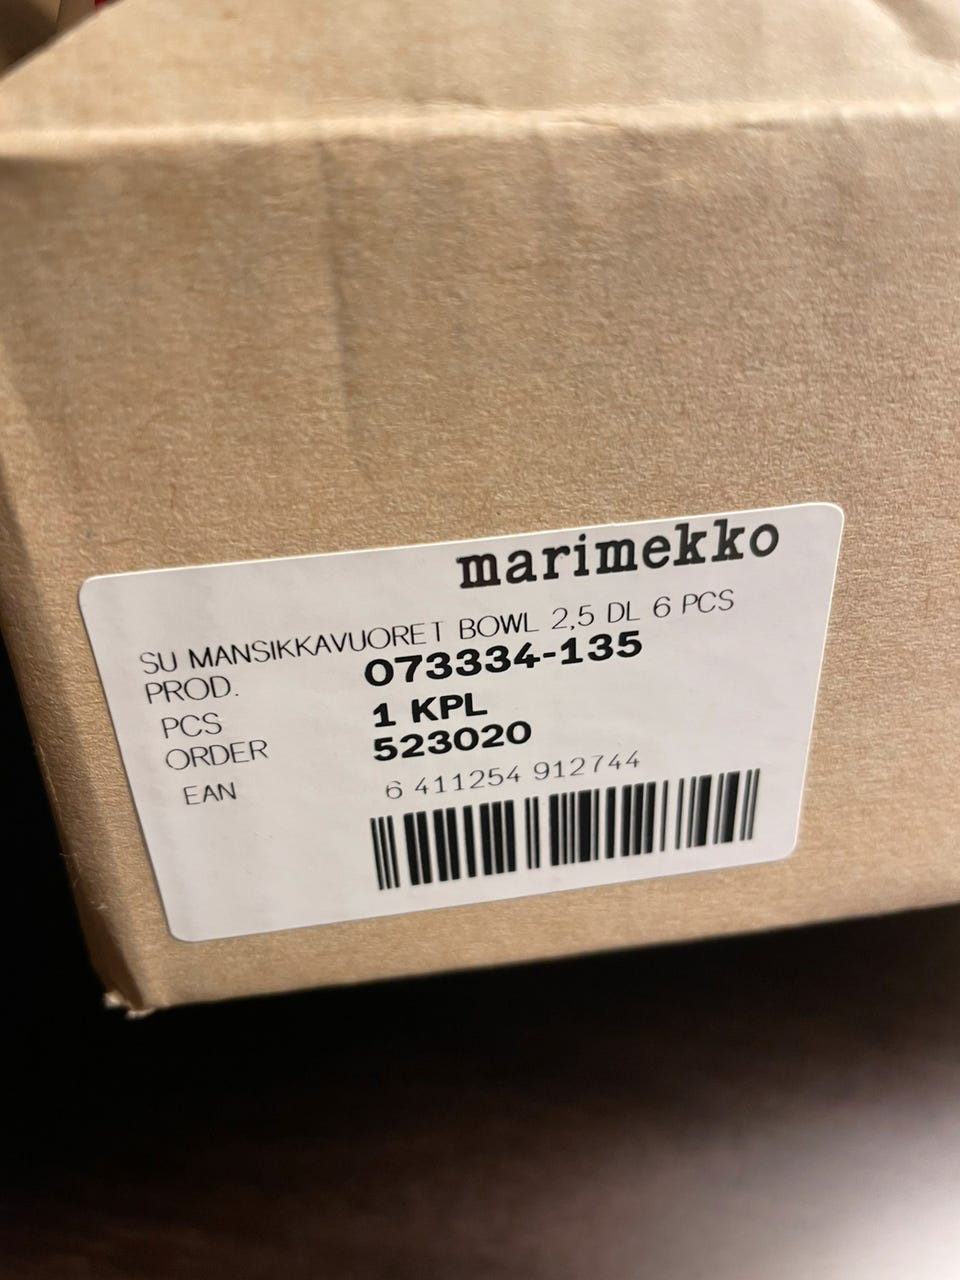 marimekko
SU MANSIKKAVUORET BOWL 2,5 DL 6 PCS
PROD. 073334-135
PCS 1 KPL
ORDER 523020
EAN 6 411254 912744